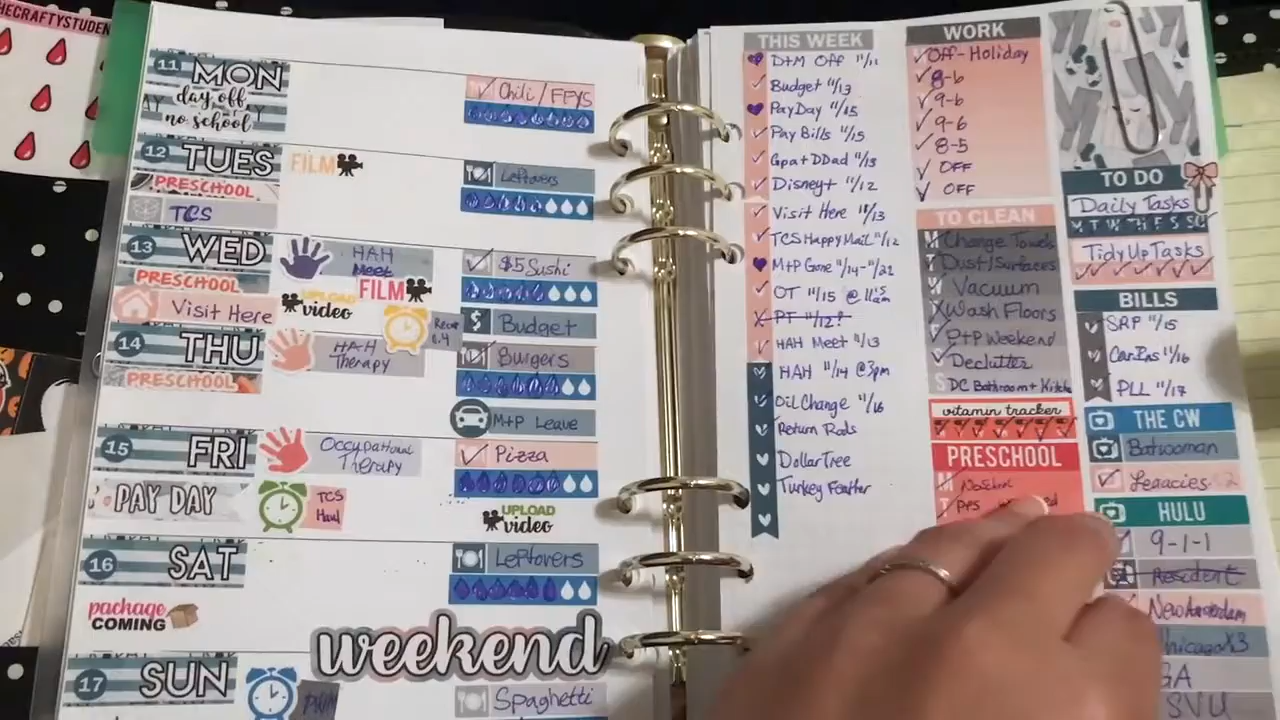 THECRAFTYSTUDEN
11 MON
day off
no school
Chili/FFYS
12 TUES
FILM
Leftovers
PRESCHOOL
TCS
13 WED
HAH
Meet
FILM
$5 Sushi
PRESCHOOL
UPLOAD
video
Visit Here
Budget
14 THU
HAH
Therapy
Burgers
PRESCHOOL
M+P Leave
15 FRI
Occupational
Therapy
Pizza
PAY DAY
TCS
Haul
UPLOAD
video
16 SAT
Leftovers
package
COMING
weekend
17 SUN
Spaghetti
THIS WEEK
D+M Off 11/11
Budget 11/13
PayDay 11/15
Pay Bills 11/15
Gpa+DDad 11/13
Disney+ 11/12
Visit Here 11/13
TCS Happy Mail 11/12
M+P Gone 11/14-11/22
OT 11/15 @
PT 11/12?
HAH Meet 11/13
HAH 11/14 @3pm
Oil Change 11/16
Return Rods
Dollar Tree
Turkey Feather
WORK
Off-Holiday
8-6
9-6
9-6
8-5
OFF
OFF
TO CLEAN
Change Towels
Dust/Surfaces
Vacuum
Wash Floors
P+P Weekend
Declutter
DC Bathroom + Kitch
vitamin tracker
PRESCHOOL
M No School
T
TO DO
Daily Tasks
M T W Th F S Su
Tidy Up Tasks
BILLS
SRP 11/15
Car Pmt 11/16
PLL 11/17
THE CW
Batwoman
Legacies x2
HULU
9-1-1
Resident
New Amsterdam
Chicago x3
GA
SVU